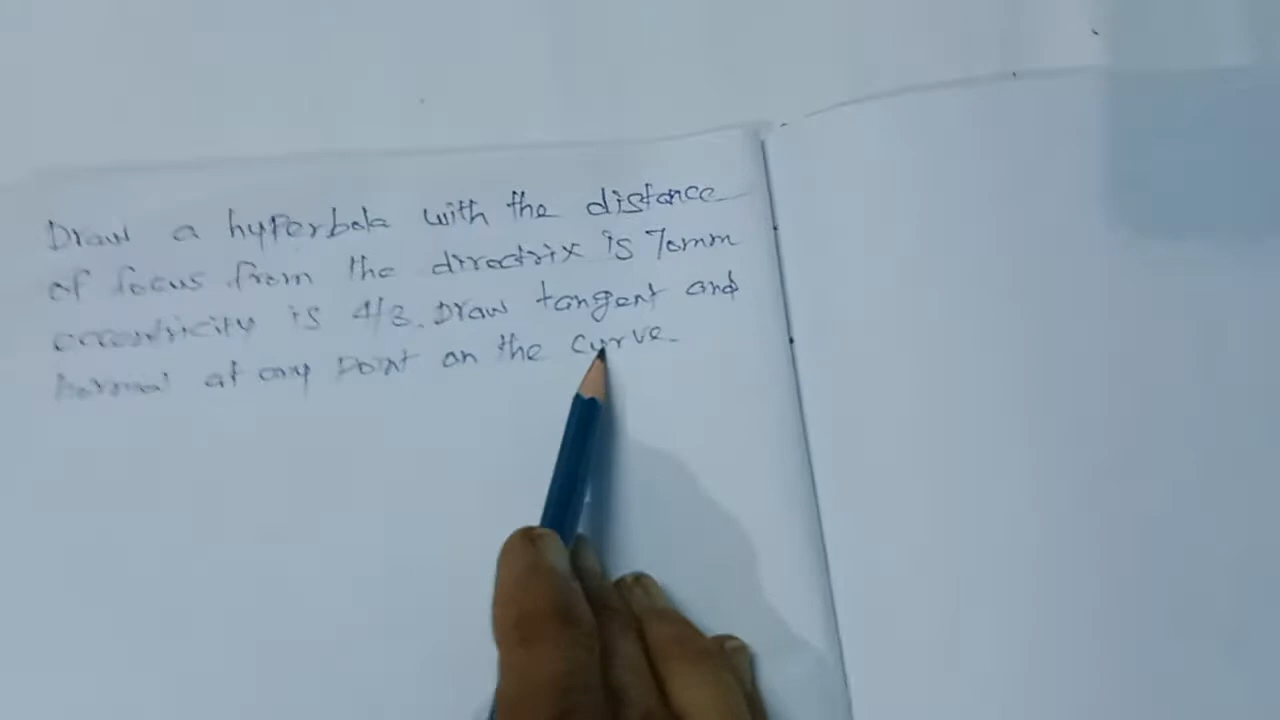 Draw a hyperbola with the distance
of focus from the directrix is 70mm
eccentricity is 4/3. Draw tangent and
normal at any point on the curve.